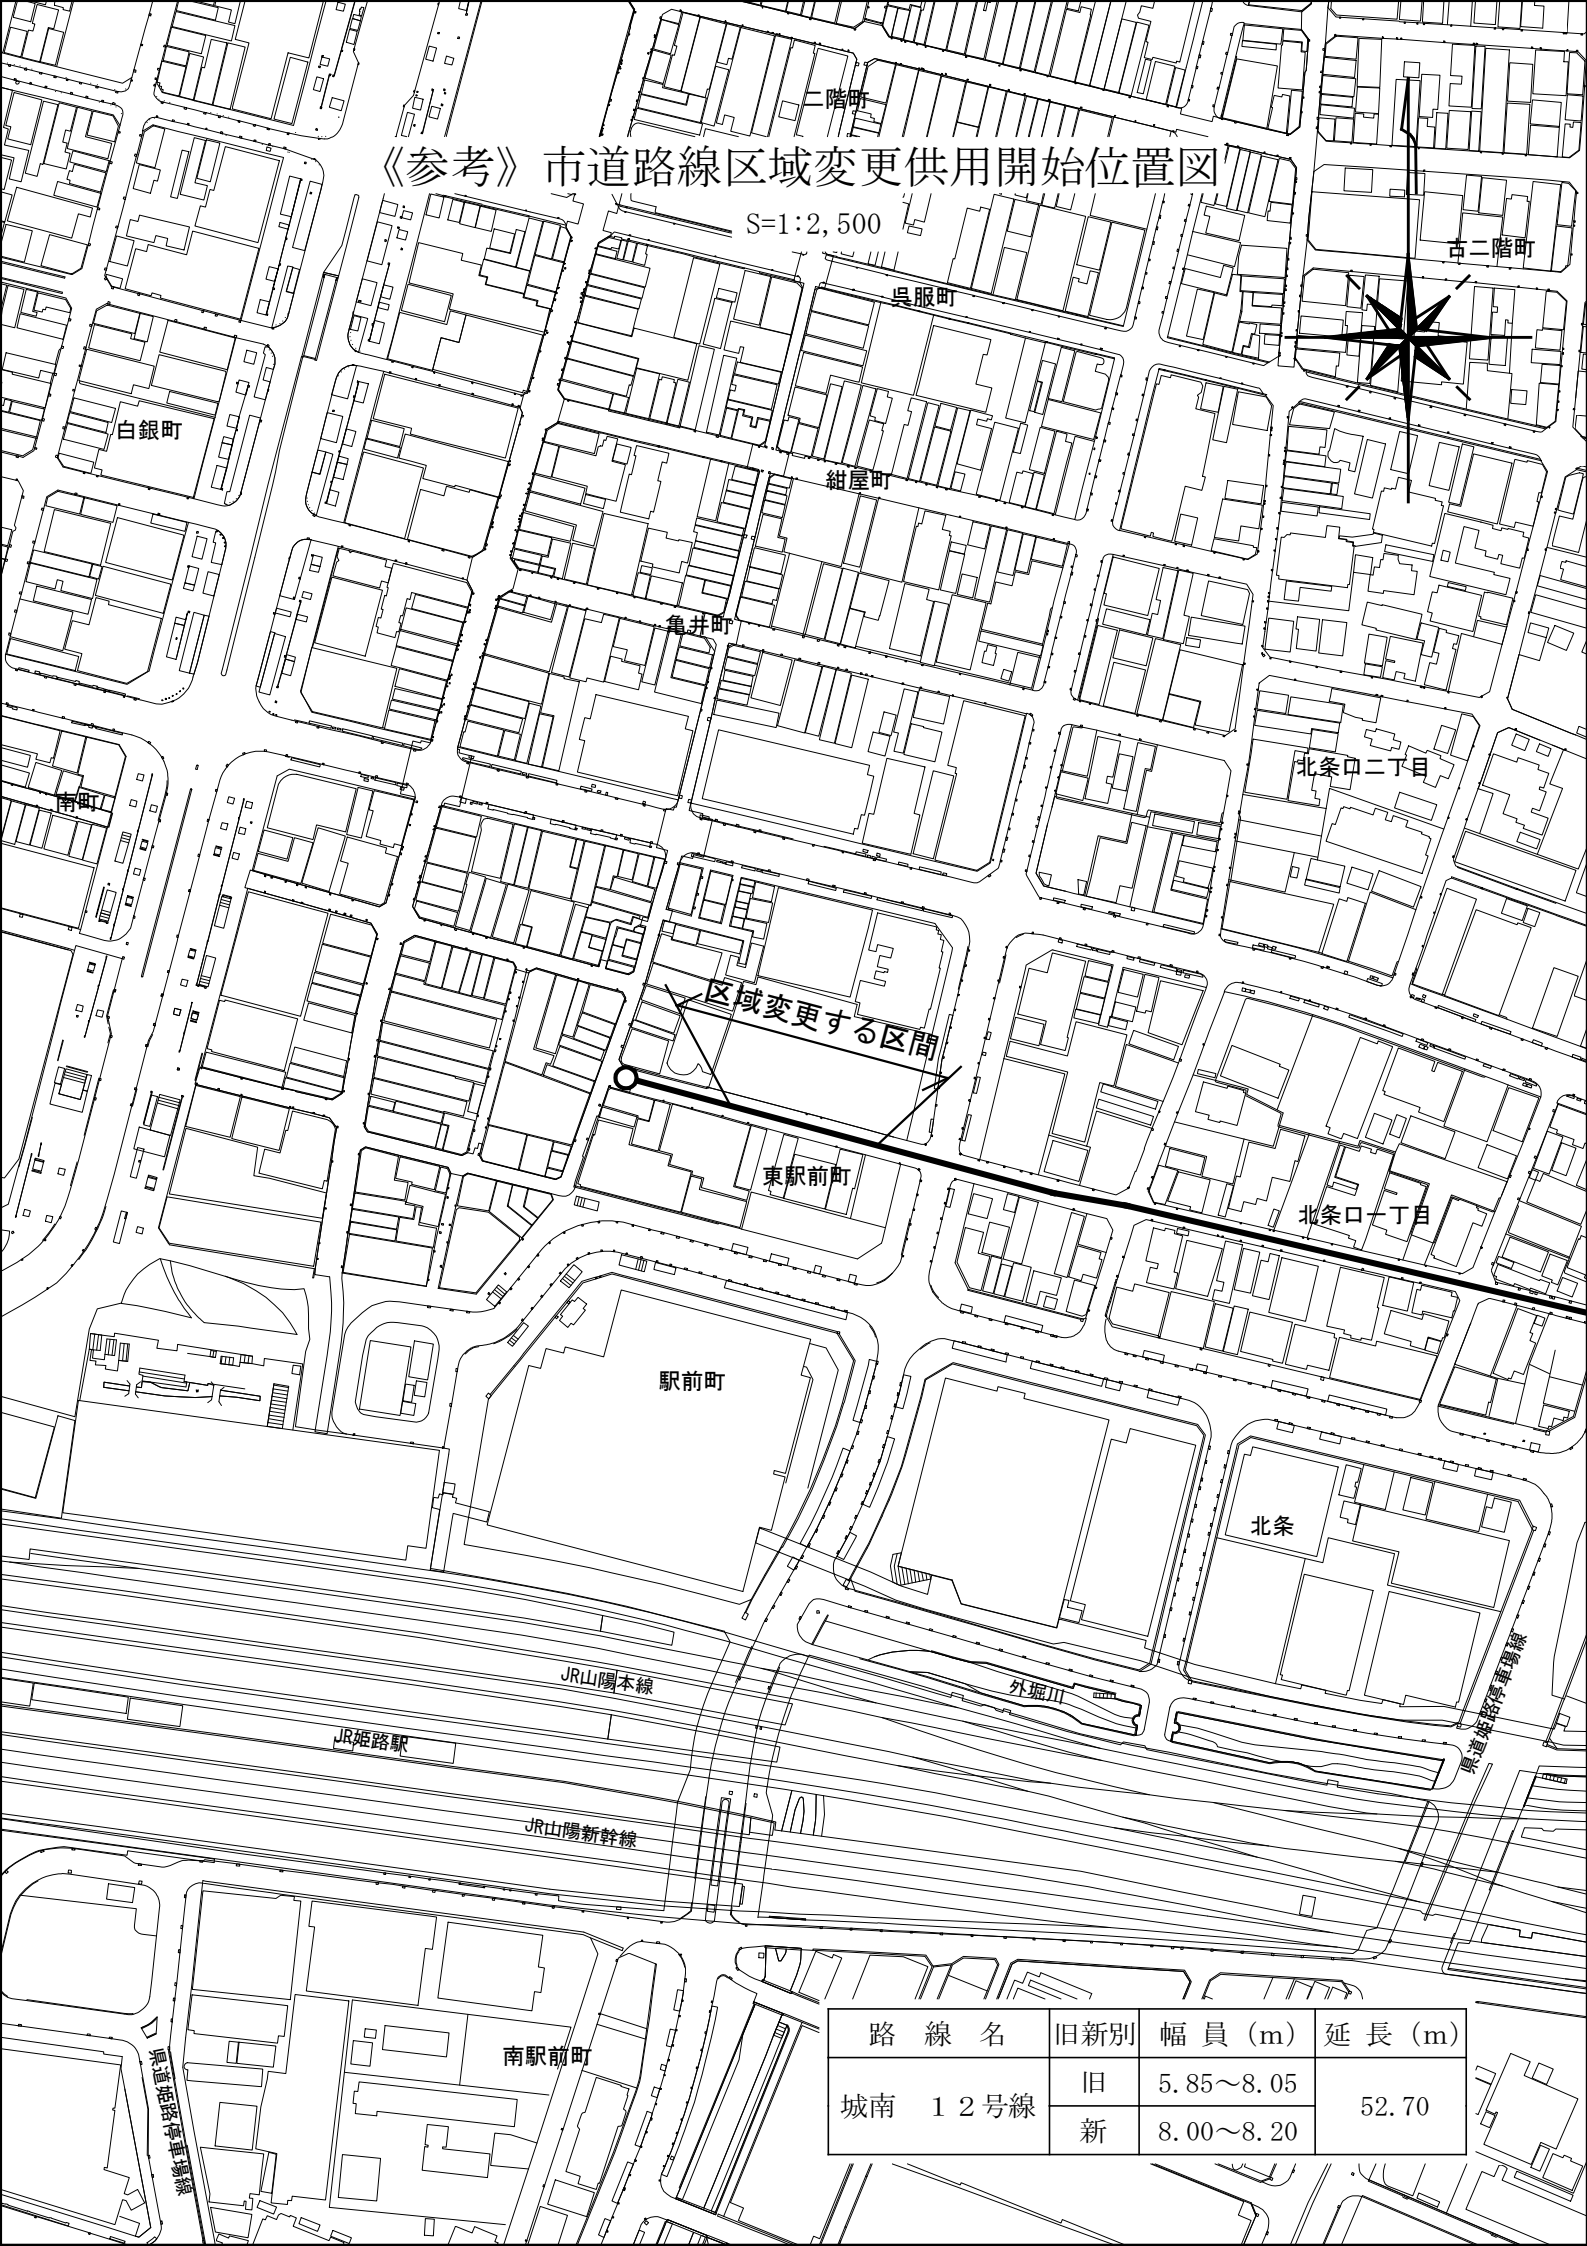 二階町
《参考》市道路線区域変更供用開始位置図
S=1:2,500
古二階町
呉服町
白銀町
紺屋町
亀井町
北条口二丁目
南町
区域変更する区間
東駅前町
北条口一丁目
駅前町
北条
JR山陽本線
外堀川
県道姫路停車場線
JR姫路駅
JR山陽新幹線
南駅前町
県道姫路停車場線
路 線 名 旧新別 幅 員 (m) 延 長 (m)
城南 12号線 旧 5.85～8.05 52.70
新 8.00～8.20